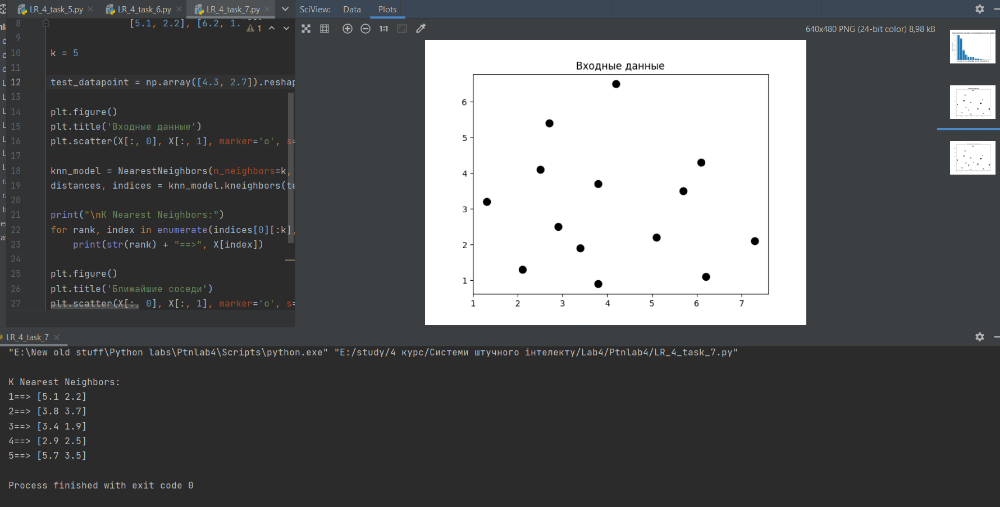 LR_4_task_5.py LR_4_task_6.py LR_4_task_7.py SciView: Data Plots
8 [5.1, 2.2], [6.2, 1. 1
9
10 k = 5
11
12 test_datapoint = np.array([4.3, 2.7]).reshap
13
14 plt.figure()
15 plt.title('Входные данные')
16 plt.scatter(X[:, 0], X[:, 1], marker='o', s=
17
18 knn_model = NearestNeighbors(n_neighbors=k,
19 distances, indices = knn_model.kneighbors(te
20
21 print("\nK Nearest Neighbors:")
22 for rank, index in enumerate(indices[0][:k],
23 print(str(rank) + "==>", X[index])
24
25 plt.figure()
26 plt.title('Ближайшие соседи')
27 plt.scatter(X[:, 0], X[:, 1], marker='o', s=
1:1 640x480 PNG (24-bit color) 8,98 kB
Входные данные
6
5
4
3
2
1
1 2 3 4 5 6 7
LR_4_task_7
"E:\New old stuff\Python labs\Ptnlab4\Scripts\python.exe" "E:/study/4 курс/Системи штучного інтелекту/Lab4/Ptnlab4/LR_4_task_7.py"
K Nearest Neighbors:
1==> [5.1 2.2]
2==> [3.8 3.7]
3==> [3.4 1.9]
4==> [2.9 2.5]
5==> [5.7 3.5]
Process finished with exit code 0